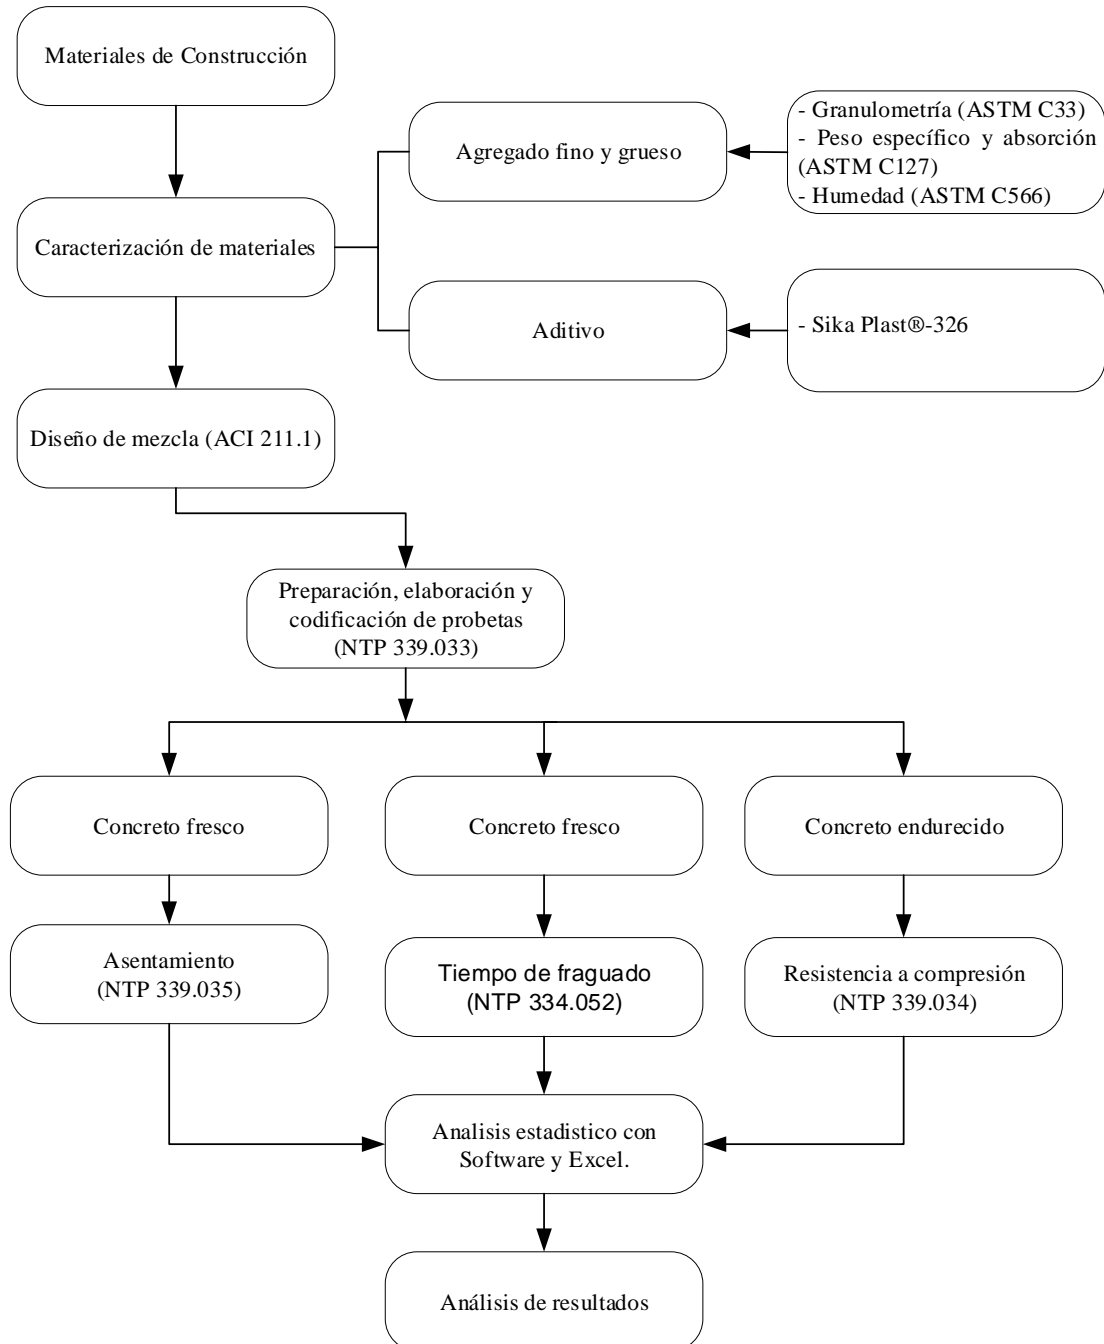 Materiales de Construcción
- Granulometría (ASTM C33)
- Peso específico y absorción
(ASTM C127)
- Humedad (ASTM C566)
Agregado fino y grueso
Caracterización de materiales
Aditivo
- Sika Plast®-326
Diseño de mezcla (ACI 211.1)
Preparación, elaboración y
codificación de probetas
(NTP 339.033)
Concreto fresco
Concreto fresco
Concreto endurecido
Asentamiento
(NTP 339.035)
Tiempo de fraguado
(NTP 334.052)
Resistencia a compresión
(NTP 339.034)
Analisis estadistico con
Software y Excel.
Análisis de resultados